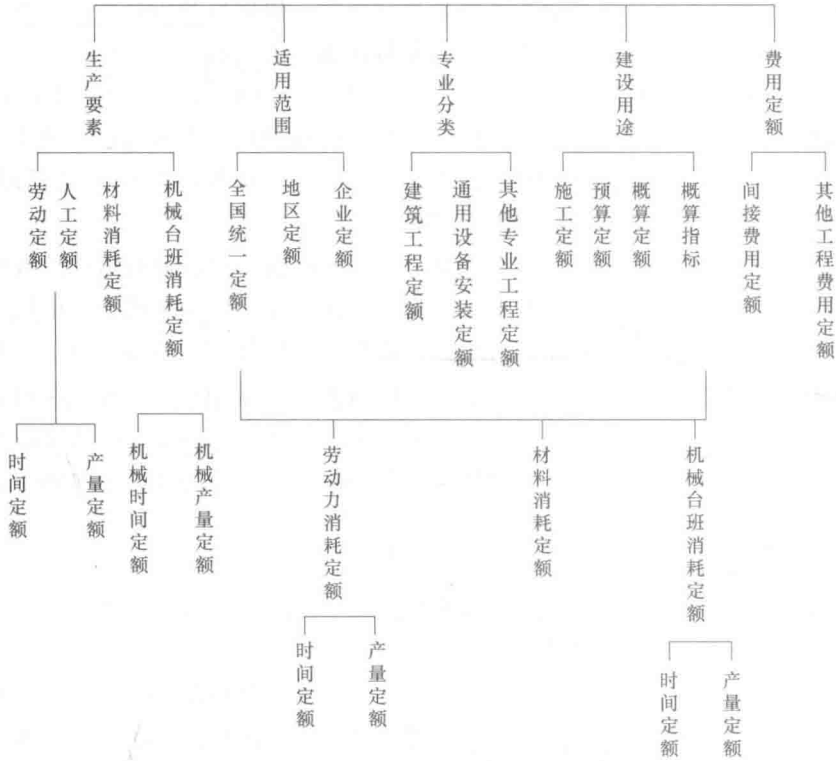 生产要素
适用范围
专业分类
建设用途
费用定额
劳动定额
人工定额
材料消耗定额
机械台班消耗定额
全国统一定额
地区定额
企业定额
建筑工程定额
通用设备安装定额
其他专业工程定额
施工定额
预算定额
概算定额
概算指标
间接费用定额
其他工程费用定额
时间定额
产量定额
机械时间定额
机械产量定额
劳动力消耗定额
材料消耗定额
机械台班消耗定额
时间定额
产量定额
时间定额
产量定额